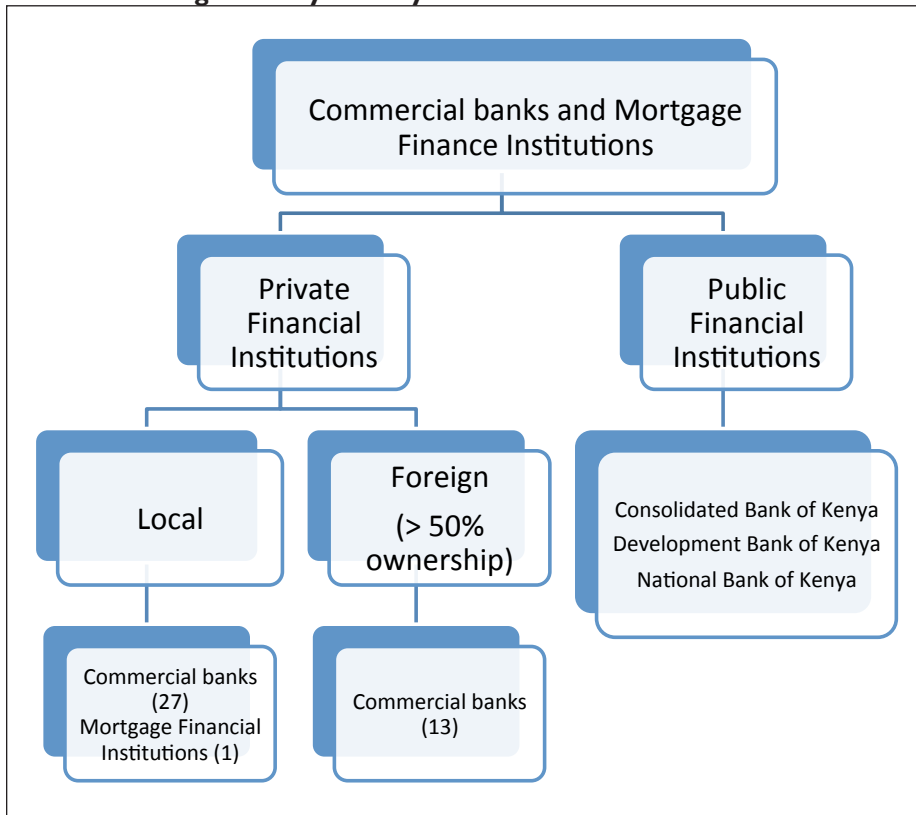 Commercial banks and Mortgage
Finance Institutions
Private
Financial
Institutions
Public
Financial
Institutions
Local
Foreign
(> 50%
ownership)
Consolidated Bank of Kenya
Development Bank of Kenya
National Bank of Kenya
Commercial banks
(27)
Mortgage Financial
Institutions (1)
Commercial banks
(13)